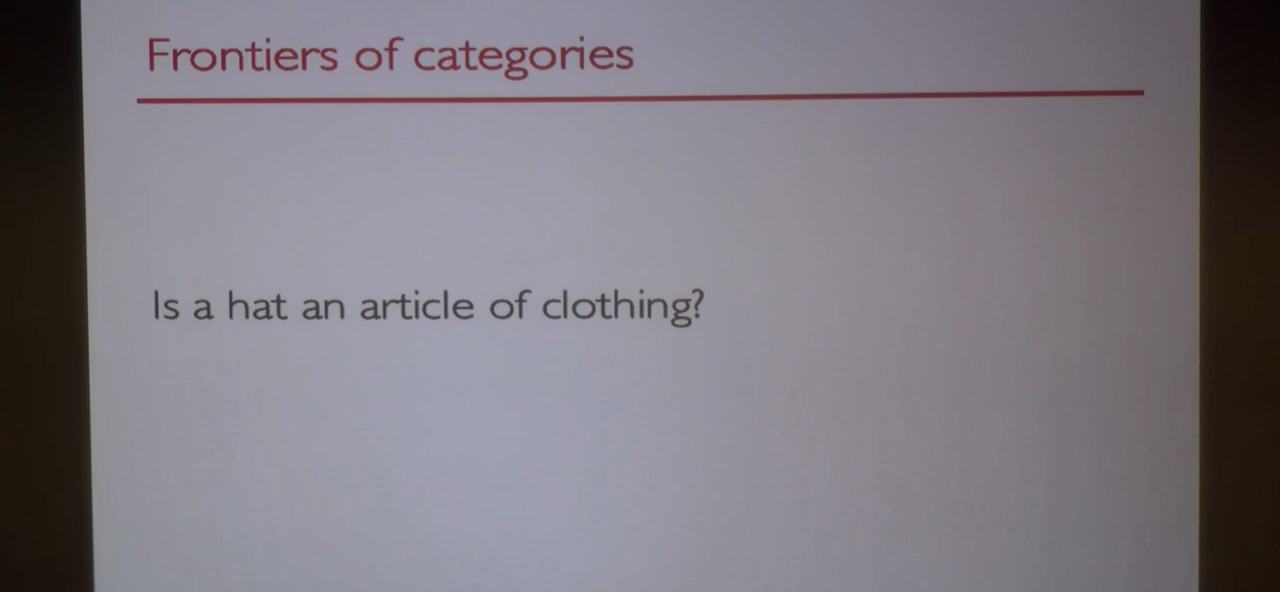 Frontiers of categories
Is a hat an article of clothing?